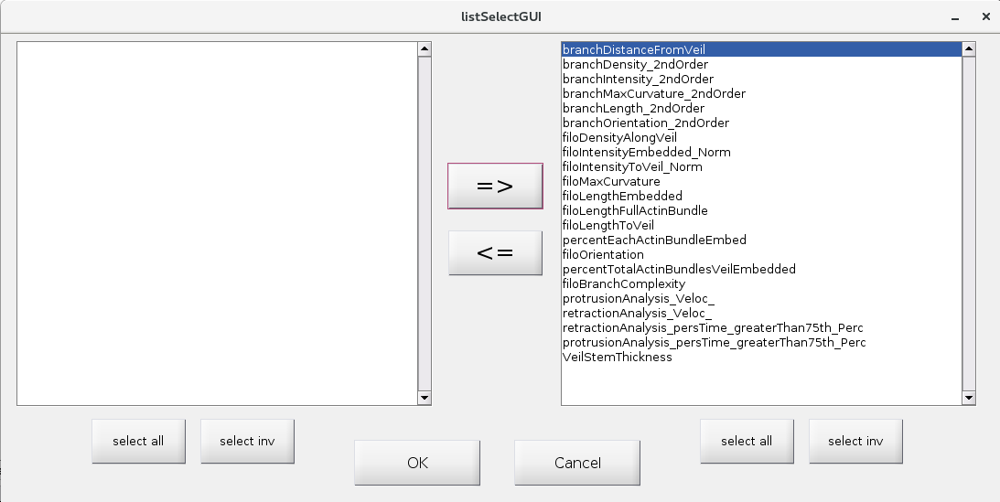 listSelectGUI
branchDistanceFromVeil
branchDensity_2ndOrder
branchIntensity_2ndOrder
branchMaxCurvature_2ndOrder
branchLength_2ndOrder
branchOrientation_2ndOrder
filoDensityAlongVeil
filoIntensityEmbedded_Norm
filoIntensityToVeil_Norm
filoMaxCurvature
filoLengthEmbedded
filoLengthFullActinBundle
filoLengthToVeil
percentEachActinBundleEmbed
filoOrientation
percentTotalActinBundlesVeilEmbedded
filoBranchComplexity
protrusionAnalysis_Veloc_
retractionAnalysis_Veloc_
retractionAnalysis_persTime_greaterThan75th_Perc
protrusionAnalysis_persTime_greaterThan75th_Perc
VeilStemThickness
=>
<=
select all
select inv
OK
Cancel
select all
select inv